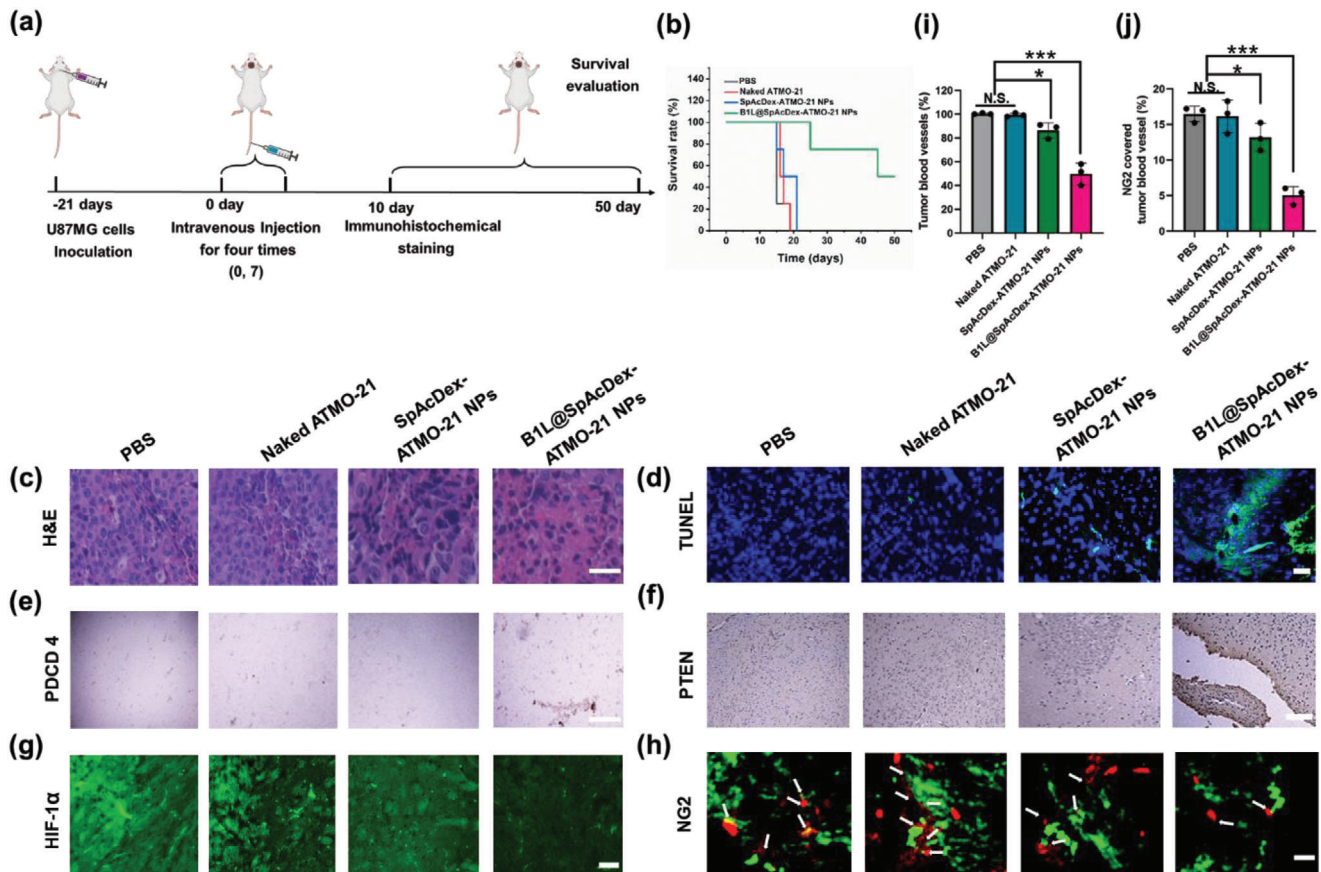 (a)
Survival
evaluation
-21 days
U87MG cells
Inoculation
0 day
Intravenous Injection
for four times
(0, 7)
10 day
Immunohistochemical
staining
50 day
(b)
PBS
Naked ATMO-21
SpAcDex-ATMO-21 NPs
B1L@SpAcDex-ATMO-21 NPs
Survival rate (%)
140
120
100
80
60
40
20
0
0 10 20 30 40 50
Time (days)
(i)
***
*
N.S.
Tumor blood vessels (%)
120
100
80
60
40
20
0
PBS
Naked ATMO-21
SpAcDex-ATMO-21 NPs
B1L@SpAcDex-ATMO-21 NPs
(j)
***
*
N.S.
NG2 covered
tumor blood vessel (%)
20
15
10
5
0
PBS
Naked ATMO-21
SpAcDex-ATMO-21 NPs
B1L@SpAcDex-ATMO-21 NPs
PBS
Naked ATMO-21
SpAcDex-
ATMO-21 NPs
B1L@SpAcDex-
ATMO-21 NPs
PBS
Naked ATMO-21
SpAcDex-
ATMO-21 NPs
B1L@SpAcDex-
ATMO-21 NPs
(c)
H&E
(d)
TUNEL
(e)
PDCD 4
(f)
PTEN
(g)
HIF-1α
(h)
NG2